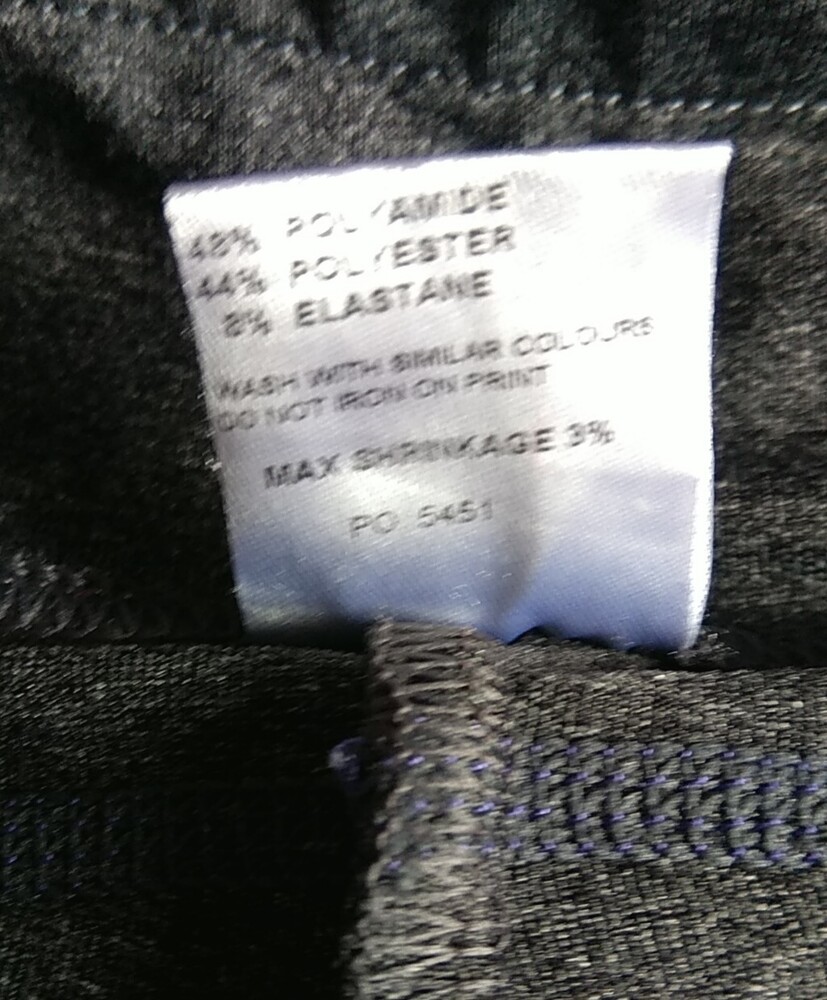 48% POLYAMIDE
44% POLYESTER
8% ELASTANE
WASH WITH SIMILAR COLOURS
DO NOT IRON ON PRINT
MAX SHRINKAGE 3%
PO 5451